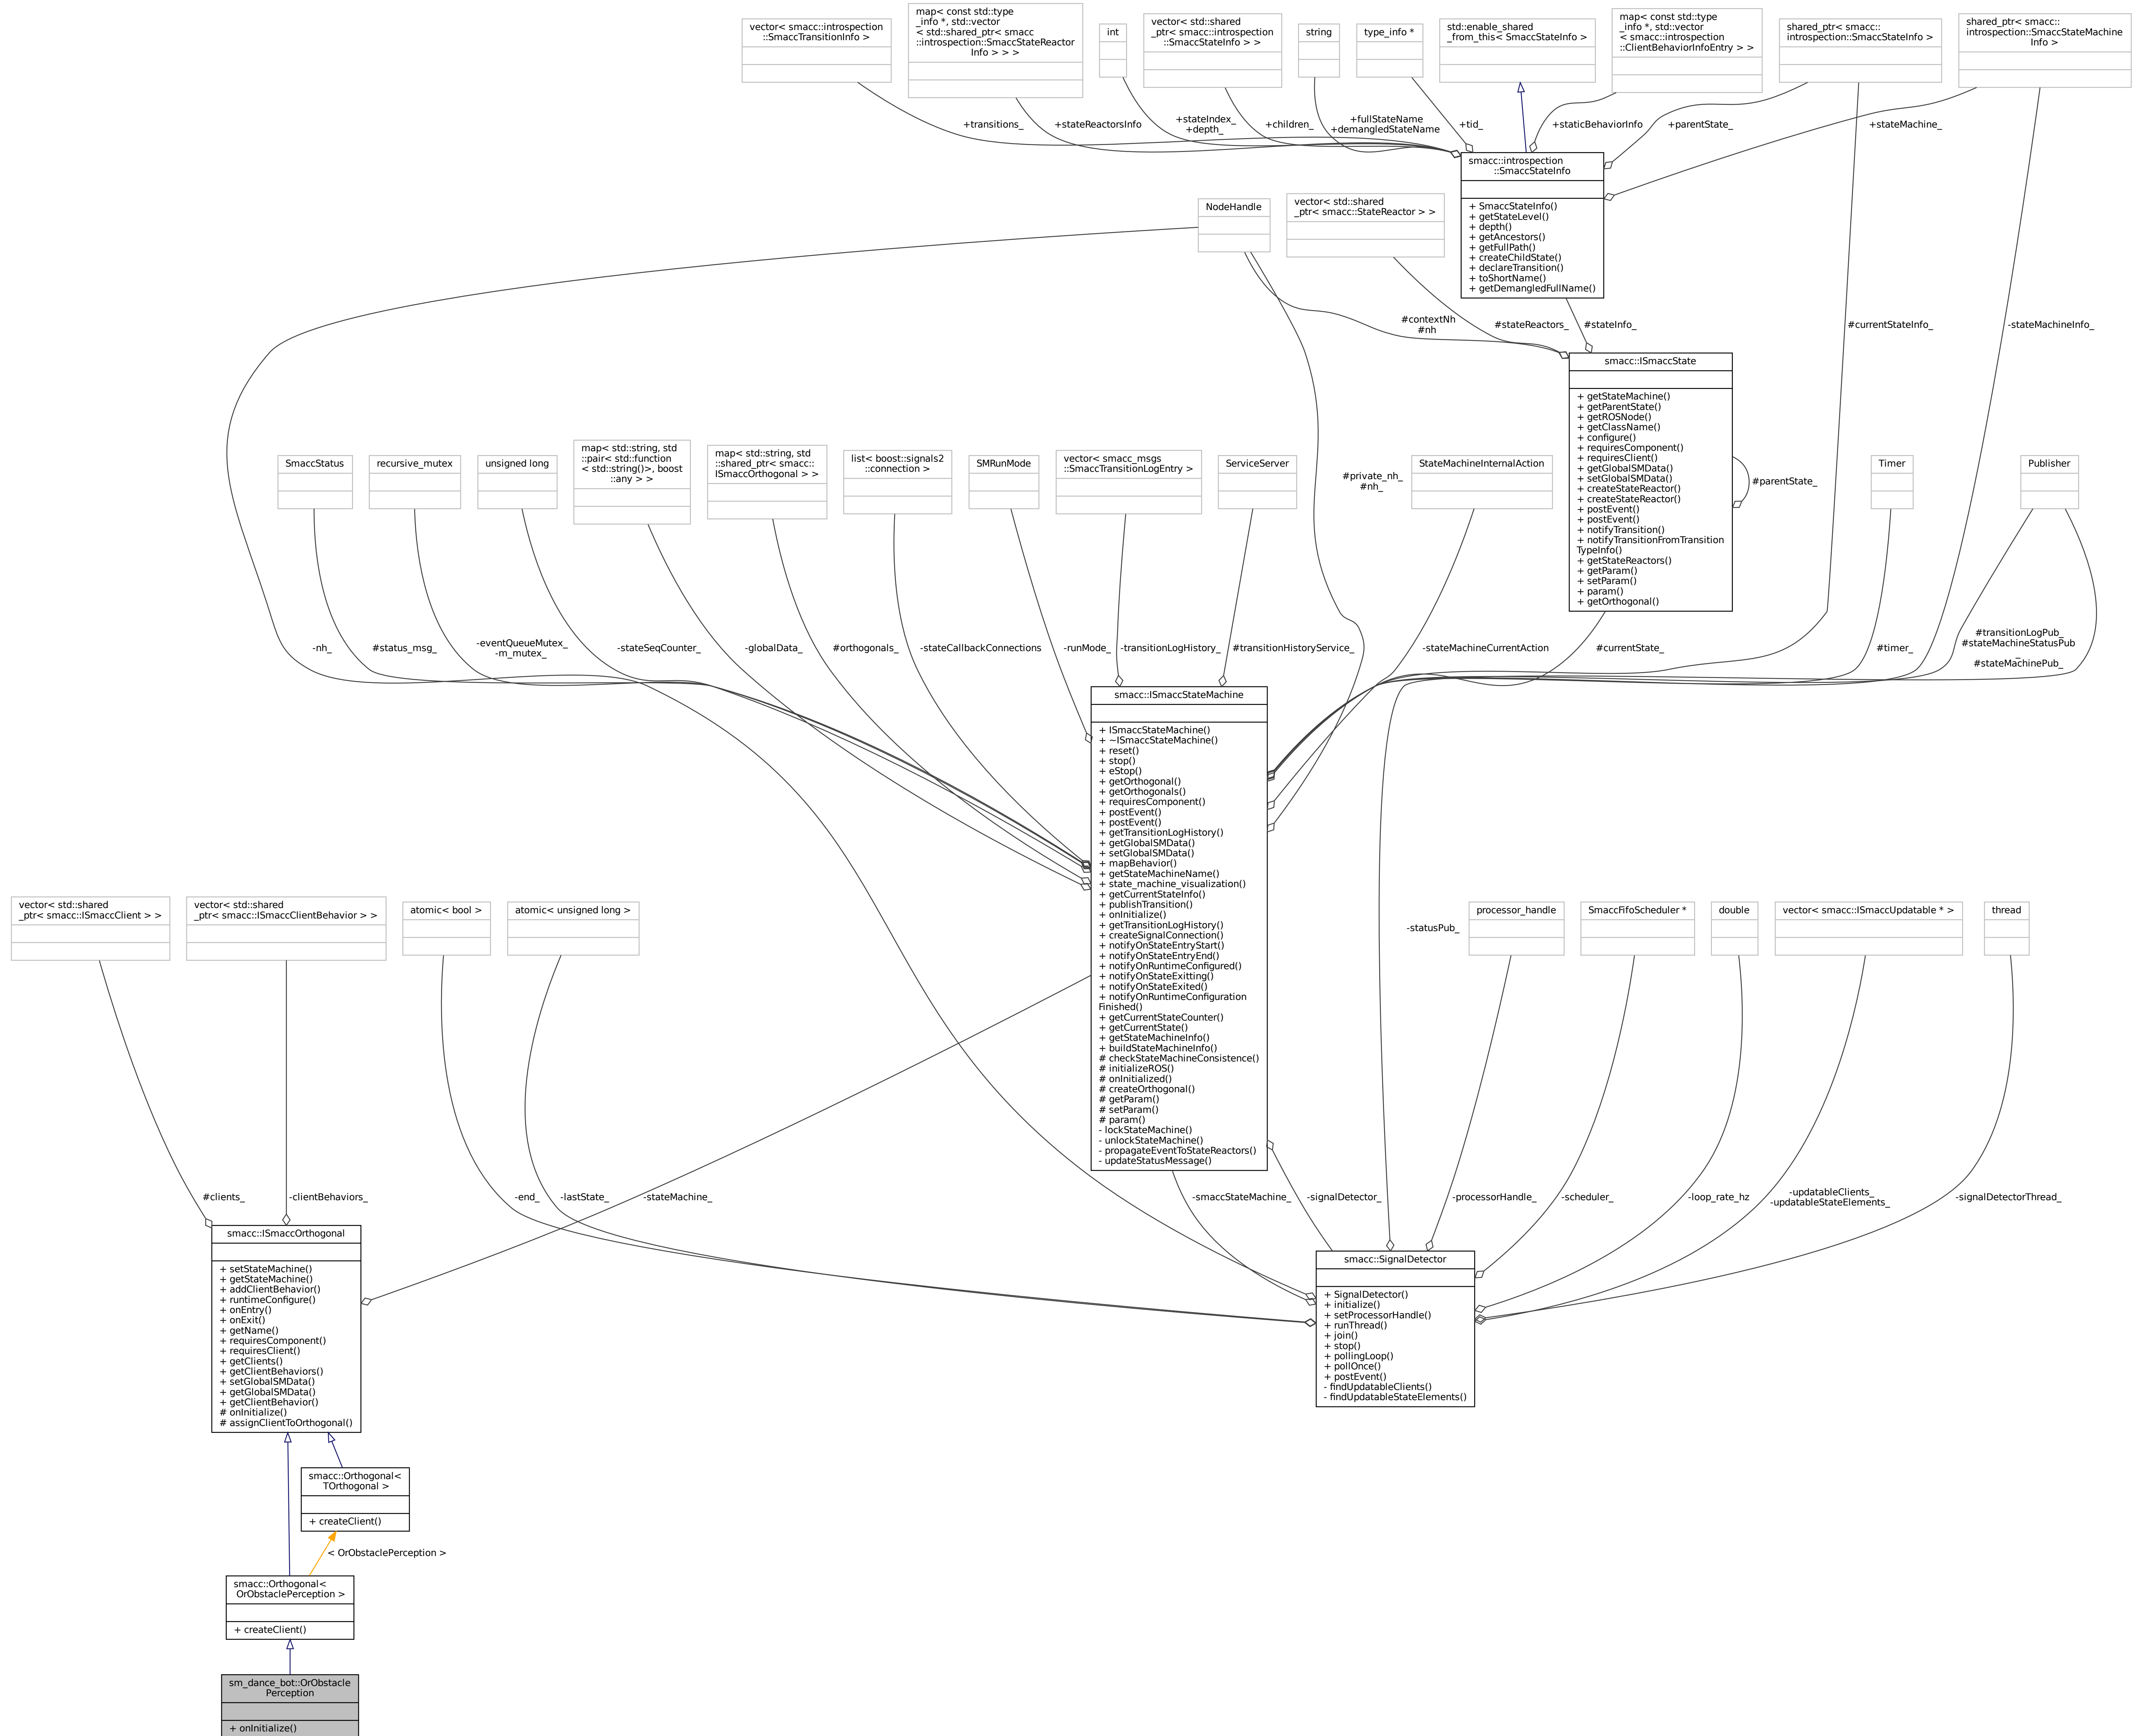 vector< smacc::introspection
::SmaccTransitionInfo >
map< const std::type
_info *, std::vector
< std::shared_ptr< smacc
::introspection::SmaccStateReactor
Info > > >
int
vector< std::shared
_ptr< smacc::introspection
::SmaccStateInfo > >
string
type_info *
std::enable_shared
_from_this< SmaccStateInfo >
map< const std::type
_info *, std::vector
< smacc::introspection
::ClientBehaviorInfoEntry > >
shared_ptr< smacc::
introspection::SmaccStateInfo >
shared_ptr< smacc::
introspection::SmaccStateMachine
Info >
+transitions_
+stateReactorsInfo
+stateIndex_
+depth_
+children_
+fullStateName
+demangledStateName
+tid_
+staticBehaviorInfo
+parentState_
+stateMachine_
smacc::introspection
::SmaccStateInfo
+ SmaccStateInfo()
+ getStateLevel()
+ depth()
+ getAncestors()
+ getFullPath()
+ createChildState()
+ declareTransition()
+ toShortName()
+ getDemangledFullName()
NodeHandle
vector< std::shared
_ptr< smacc::StateReactor > >
#contextNh
#nh
#stateReactors_
#stateInfo_
#currentStateInfo_
-stateMachineInfo_
smacc::ISmaccState
+ getStateMachine()
+ getParentState()
+ getROSNode()
+ getClassName()
+ configure()
+ requiresComponent()
+ requiresClient()
+ getGlobalSMData()
+ setGlobalSMData()
+ createStateReactor()
+ createStateReactor()
+ postEvent()
+ postEvent()
+ notifyTransition()
+ notifyTransitionFromTransition
TypeInfo()
+ getStateReactors()
+ getParam()
+ setParam()
+ param()
+ getOrthogonal()
#parentState_
SmaccStatus
recursive_mutex
unsigned long
map< std::string, std
::pair< std::function
< std::string()>, boost
::any > >
map< std::string, std
::shared_ptr< smacc::
ISmaccOrthogonal > >
list< boost::signals2
::connection >
SMRunMode
vector< smacc_msgs
::SmaccTransitionLogEntry >
ServiceServer
#private_nh_
#nh_
StateMachineInternalAction
Timer
Publisher
-nh_
#status_msg_
-eventQueueMutex_
-m_mutex_
-stateSeqCounter_
-globalData_
#orthogonals_
-stateCallbackConnections
-runMode_
-transitionLogHistory_
#transitionHistoryService_
-stateMachineCurrentAction
#currentState_
#timer_
#transitionLogPub_
#stateMachineStatusPub
_
#stateMachinePub_
smacc::ISmaccStateMachine
+ ISmaccStateMachine()
+ ~ISmaccStateMachine()
+ reset()
+ stop()
+ eStop()
+ getOrthogonal()
+ getOrthogonals()
+ requiresComponent()
+ postEvent()
+ postEvent()
+ getTransitionLogHistory()
+ getGlobalSMData()
+ setGlobalSMData()
+ mapBehavior()
+ getStateMachineName()
+ state_machine_visualization()
+ getCurrentStateInfo()
+ publishTransition()
+ onInitialize()
+ getTransitionLogHistory()
+ createSignalConnection()
+ notifyOnStateEntryStart()
+ notifyOnStateEntryEnd()
+ notifyOnRuntimeConfigured()
+ notifyOnStateExitting()
+ notifyOnStateExited()
+ notifyOnRuntimeConfiguration
Finished()
+ getCurrentStateCounter()
+ getCurrentState()
+ getStateMachineInfo()
+ buildStateMachineInfo()
# checkStateMachineConsistence()
# initializeROS()
# onInitialized()
# createOrthogonal()
# getParam()
# setParam()
# param()
- lockStateMachine()
- unlockStateMachine()
- propagateEventToStateReactors()
- updateStatusMessage()
vector< std::shared
_ptr< smacc::ISmaccClient > >
vector< std::shared
_ptr< smacc::ISmaccClientBehavior > >
atomic< bool >
atomic< unsigned long >
-statusPub_
processor_handle
SmaccFifoScheduler *
double
vector< smacc::ISmaccUpdatable * >
thread
#clients_
-clientBehaviors_
-end_
-lastState_
-stateMachine_
-smaccStateMachine_
-signalDetector_
-processorHandle_
-scheduler_
-loop_rate_hz
-updatableClients_
-updatableStateElements_
-signalDetectorThread_
smacc::ISmaccOrthogonal
+ setStateMachine()
+ getStateMachine()
+ addClientBehavior()
+ runtimeConfigure()
+ onEntry()
+ onExit()
+ getName()
+ requiresComponent()
+ requiresClient()
+ getClients()
+ getClientBehaviors()
+ setGlobalSMData()
+ getGlobalSMData()
+ getClientBehavior()
# onInitialize()
# assignClientToOrthogonal()
smacc::SignalDetector
+ SignalDetector()
+ initialize()
+ setProcessorHandle()
+ runThread()
+ join()
+ stop()
+ pollingLoop()
+ pollOnce()
+ postEvent()
- findUpdatableClients()
- findUpdatableStateElements()
smacc::Orthogonal<
TOrthogonal >
+ createClient()
< OrObstaclePerception >
smacc::Orthogonal<
OrObstaclePerception >
+ createClient()
sm_dance_bot::OrObstacle
Perception
+ onInitialize()